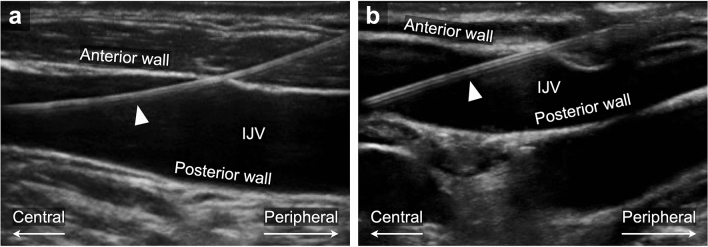 a
Anterior wall
IJV
Posterior wall
Central
Peripheral
b
Anterior wall
IJV
Posterior wall
Central
Peripheral